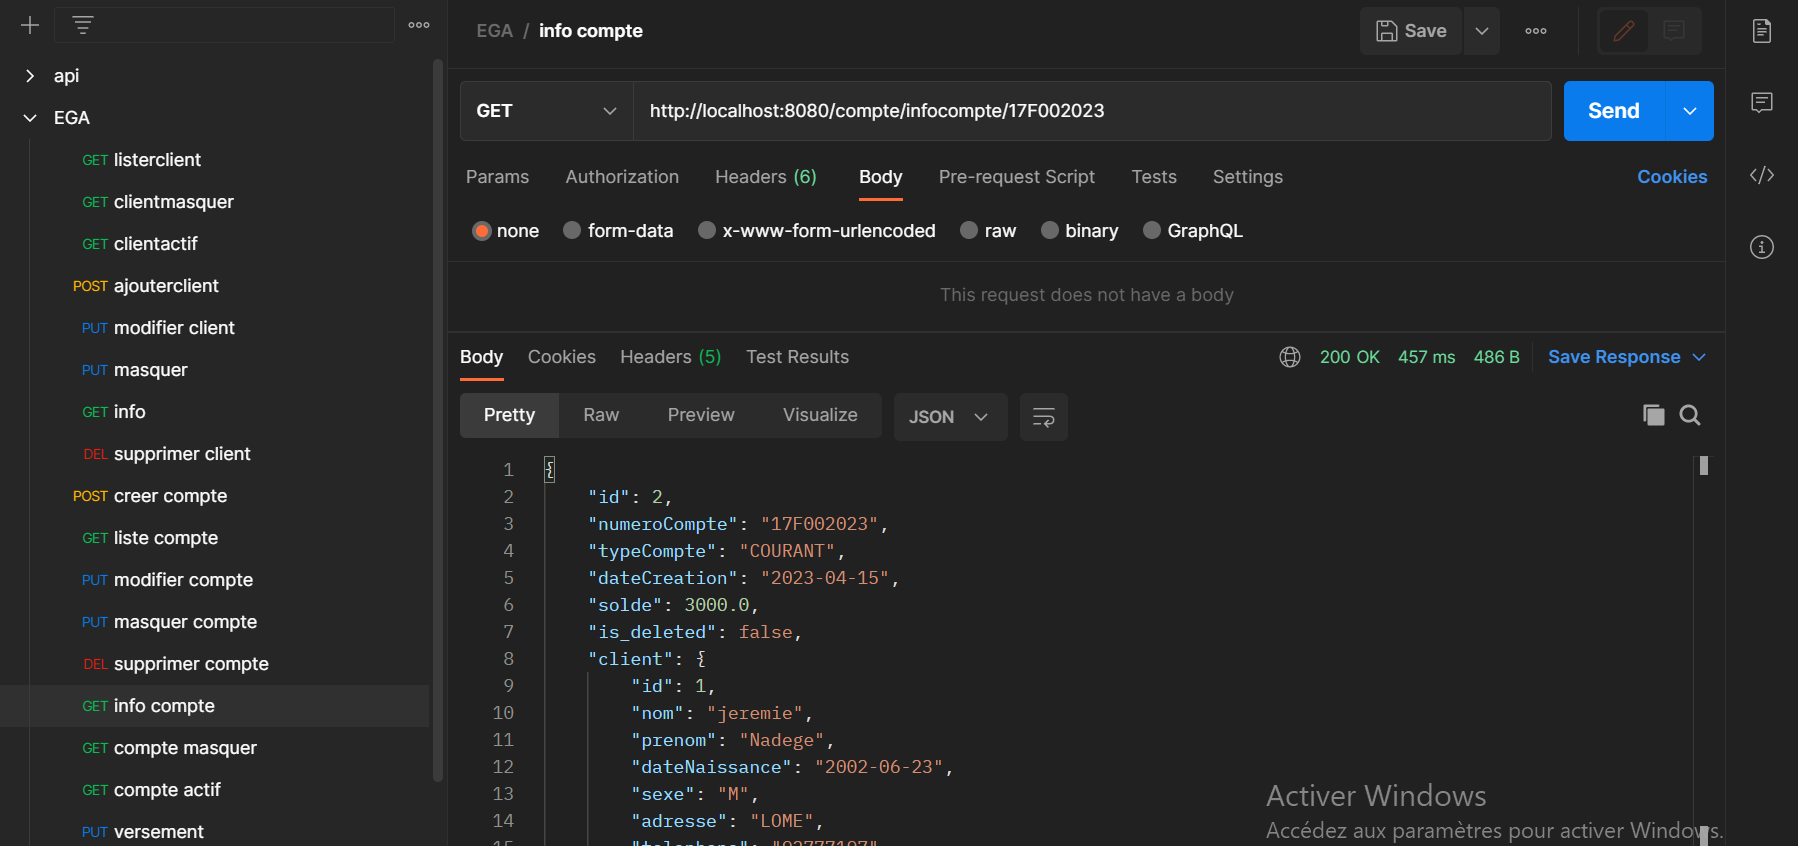 api
EGA
GET listerclient
GET clientmasquer
GET clientactif
POST ajouterclient
PUT modifier client
PUT masquer
GET info
DEL supprimer client
POST creer compte
GET liste compte
PUT modifier compte
PUT masquer compte
DEL supprimer compte
GET info compte
GET compte masquer
GET compte actif
PUT versement
EGA / info compte
Save
GET http://localhost:8080/compte/infocompte/17F002023
Send
Params Authorization Headers (6) Body Pre-request Script Tests Settings Cookies
none form-data x-www-form-urlencoded raw binary GraphQL
This request does not have a body
Body Cookies Headers (5) Test Results 200 OK 457 ms 486 B Save Response
Pretty Raw Preview Visualize JSON
1 {
2 "id": 2,
3 "numeroCompte": "17F002023",
4 "typeCompte": "COURANT",
5 "dateCreation": "2023-04-15",
6 "solde": 3000.0,
7 "is_deleted": false,
8 "client": {
9 "id": 1,
10 "nom": "jeremie",
11 "prenom": "Nadege",
12 "dateNaissance": "2002-06-23",
13 "sexe": "M",
14 "adresse": "LOME",
Activer Windows
Accédez aux paramètres pour activer Windows.